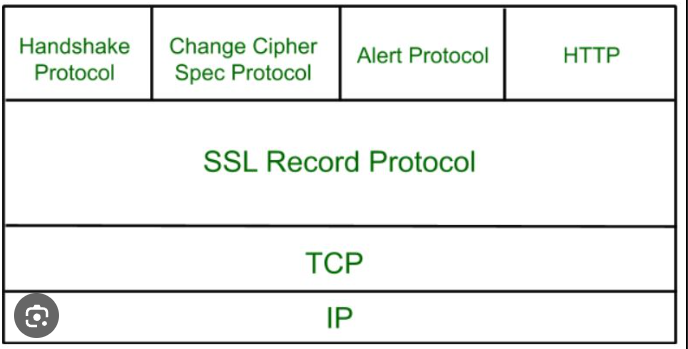 Handshake
Protocol
Change Cipher
Spec Protocol
Alert Protocol
HTTP
SSL Record Protocol
TCP
IP